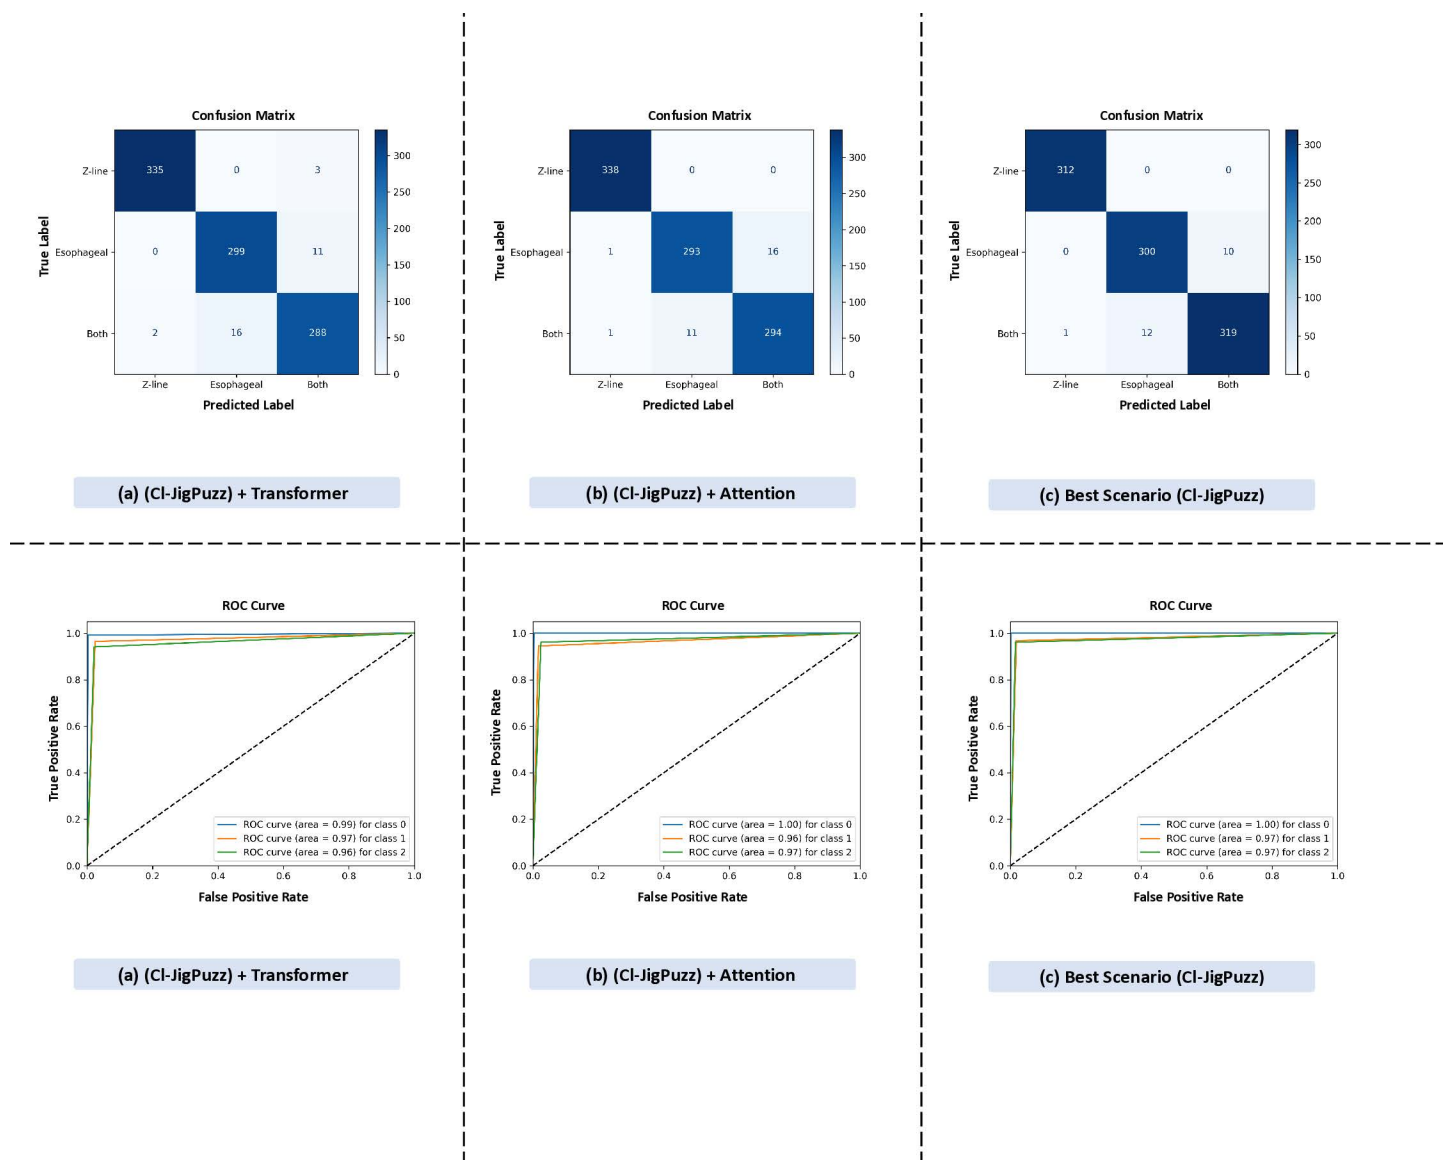 Confusion Matrix
Z-line
Esophageal
Both
True Label
335 0 3
0 299 11
2 16 288
Z-line Esophageal Both
Predicted Label
300
250
200
150
100
50
0
(a) (Cl-JigPuzz) + Transformer
Confusion Matrix
Z-line
Esophageal
Both
True Label
338 0 0
1 293 16
1 11 294
Z-line Esophageal Both
Predicted Label
300
250
200
150
100
50
0
(b) (Cl-JigPuzz) + Attention
Confusion Matrix
Z-line
Esophageal
Both
True Label
312 0 0
0 300 10
1 12 319
Z-line Esophageal Both
Predicted Label
300
250
200
150
100
50
0
(c) Best Scenario (Cl-JigPuzz)
ROC Curve
True Positive Rate
1.0
0.8
0.6
0.4
0.2
0.0
ROC curve (area = 0.99) for class 0
ROC curve (area = 0.97) for class 1
ROC curve (area = 0.96) for class 2
0.0 0.2 0.4 0.6 0.8 1.0
False Positive Rate
(a) (Cl-JigPuzz) + Transformer
ROC Curve
True Positive Rate
1.0
0.8
0.6
0.4
0.2
0.0
ROC curve (area = 1.00) for class 0
ROC curve (area = 0.96) for class 1
ROC curve (area = 0.97) for class 2
0.0 0.2 0.4 0.6 0.8 1.0
False Positive Rate
(b) (Cl-JigPuzz) + Attention
ROC Curve
True Positive Rate
1.0
0.8
0.6
0.4
0.2
0.0
ROC curve (area = 1.00) for class 0
ROC curve (area = 0.97) for class 1
ROC curve (area = 0.97) for class 2
0.0 0.2 0.4 0.6 0.8 1.0
False Positive Rate
(c) Best Scenario (Cl-JigPuzz)